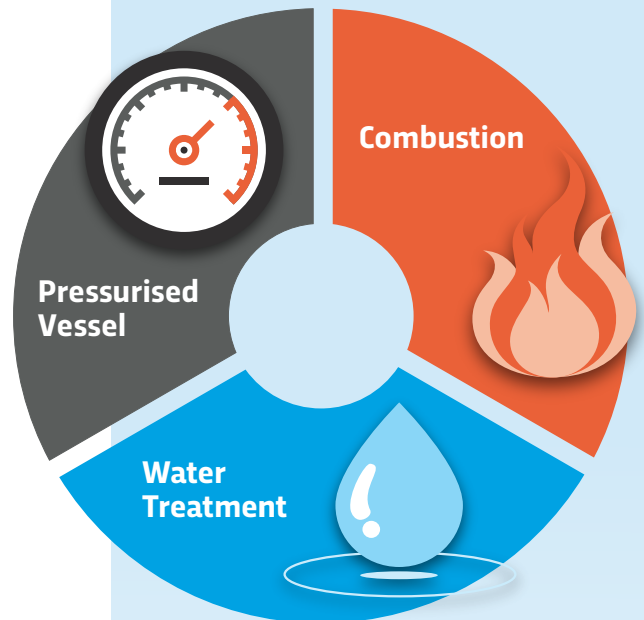 Combustion
Pressurised
Vessel
Water
Treatment